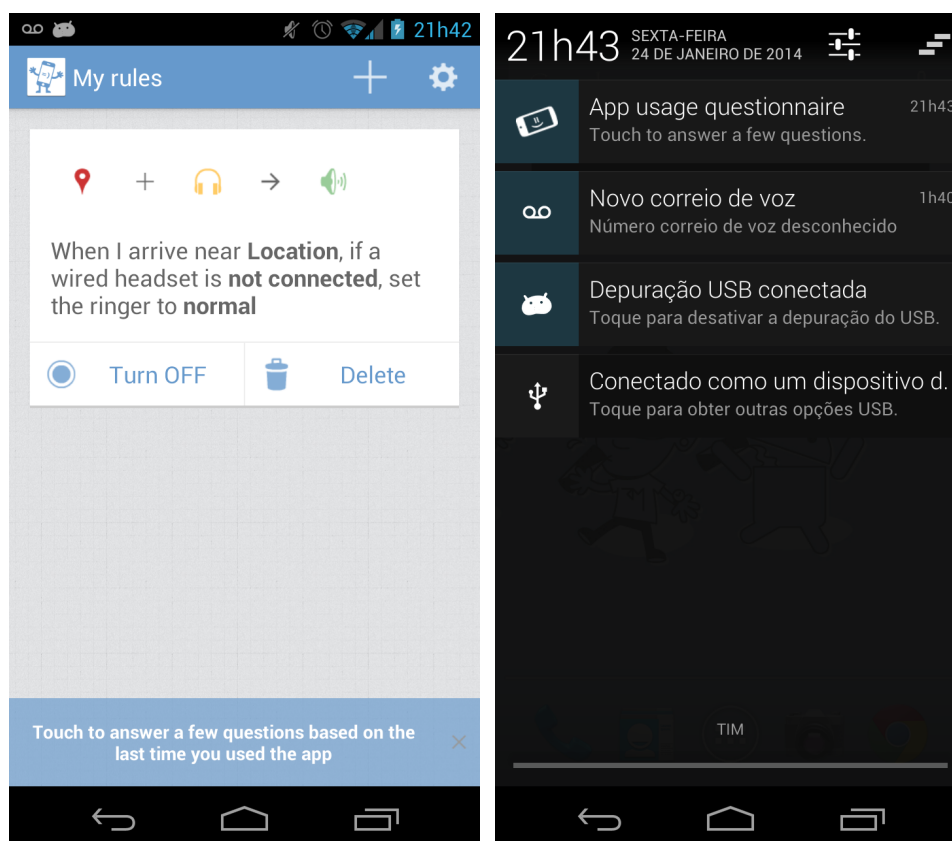 21h42
My rules
When I arrive near Location, if a
wired headset is not connected, set
the ringer to normal
Turn OFF
Delete
Touch to answer a few questions based on the
last time you used the app
21h43
SEXTA-FEIRA
24 DE JANEIRO DE 2014
App usage questionnaire
21h43
Touch to answer a few questions.
Novo correio de voz
1h40
Número correio de voz desconhecido
Depuração USB conectada
Toque para desativar a depuração do USB.
Conectado como um dispositivo d.
Toque para obter outras opções USB.
TIM